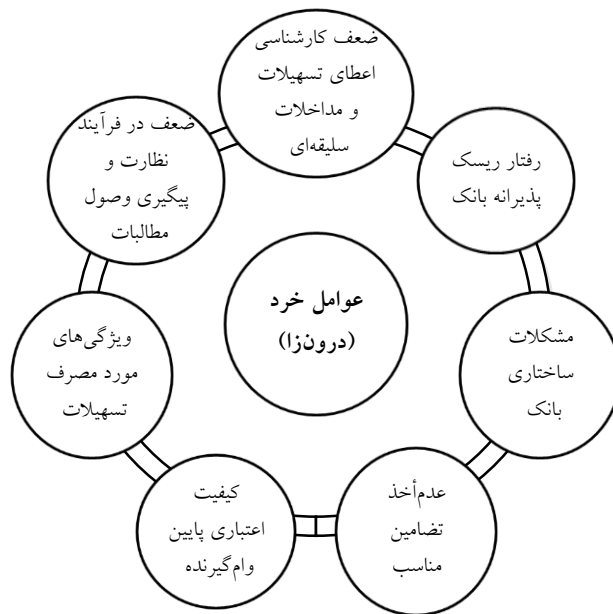 ضعف کارشناسی
اعطای تسهیلات
و مداخلات
سلیقه‌ای
رفتار ریسک
پذیرانه بانک
مشکلات
ساختاری
بانک
عدم‌أخذ
تضامین
مناسب
کیفیت
اعتباری پایین
وام‌گیرنده
ویژگی‌های
مورد مصرف
تسهیلات
ضعف در فرآیند
نظارت و
پیگیری وصول
مطالبات
عوامل خرد
(درون‌زا)